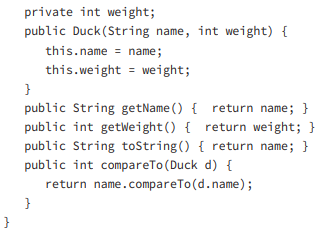 private int weight;
public Duck(String name, int weight) {
this.name = name;
this.weight = weight;
}
public String getName() {  return name; }
public int getWeight() {  return weight; }
public String toString() { return name; }
public int compareTo(Duck d) {
return name.compareTo(d.name);
}
}